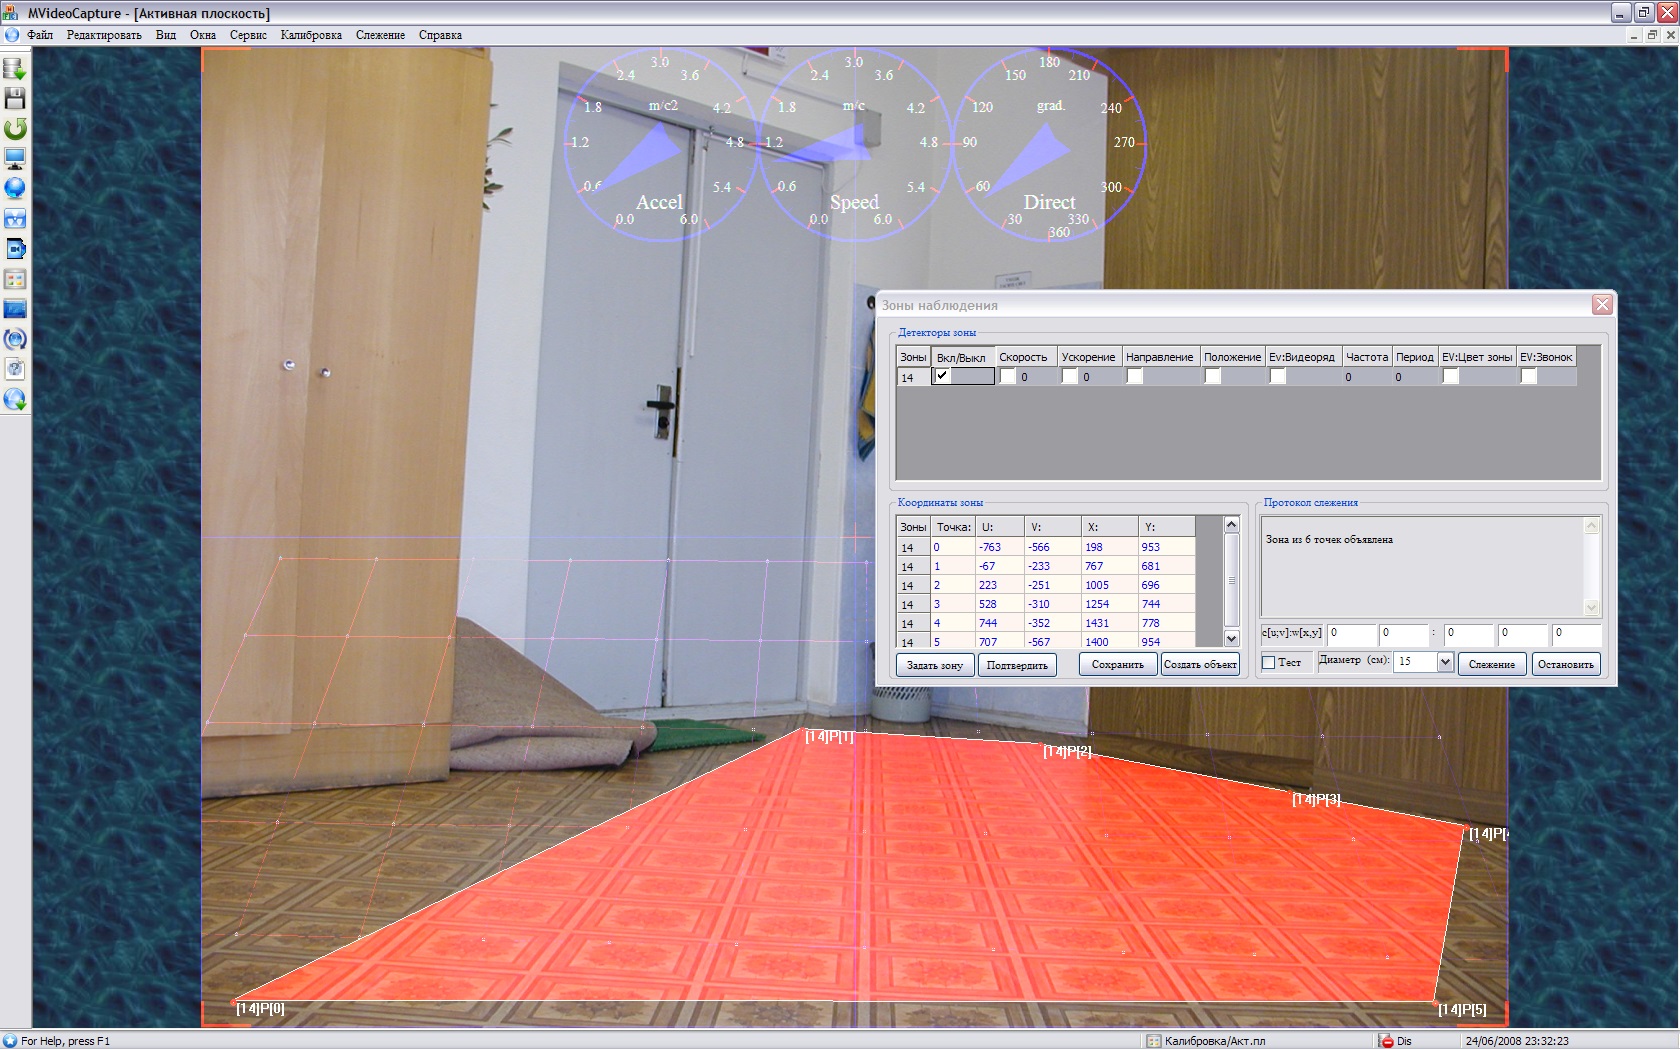 MVideoCapture - [Активная плоскость]
Файл Редактировать Вид Окна Сервис Калибровка Слежение Справка
3.0 3.0 180
2.4 3.6 2.4 3.6 150 210
1.8 m/c2 4.2 1.8 m/c 4.2 120 grad. 240
1.2 4.8 1.2 4.8 90 270
0.6 5.4 0.6 5.4 60 300
Accel Speed Direct
0.0 6.0 0.0 6.0 30 330
360
Зоны наблюдения
Детекторы зоны
Зоны Вкл/Выкл Скорость Ускорение Направление Положение Ev:Видеоряд Частота Период EV:Цвет зоны EV:Звонок
14 0 0 0 0
Координаты зоны
Зоны Точка: U: V: X: Y:
14 0 -763 -566 198 953
14 1 -67 -233 767 681
14 2 223 -251 1005 696
14 3 528 -310 1254 744
14 4 744 -352 1431 778
14 5 707 -567 1400 954
Задать зону Подтвердить Сохранить Создать объект
Протокол слежения
Зона из 6 точек объявлена
c[u;v]:w[x,y] 0 0 : 0 0 0
Тест Диаметр (см): 15 Слежение Остановить
[14]P[1]
[14]P[2]
[14]P[3]
[14]P[4
[14]P[0]
[14]P[5]
For Help, press F1 Калибровка/Акт.пл Dis 24/06/2008 23:32:23